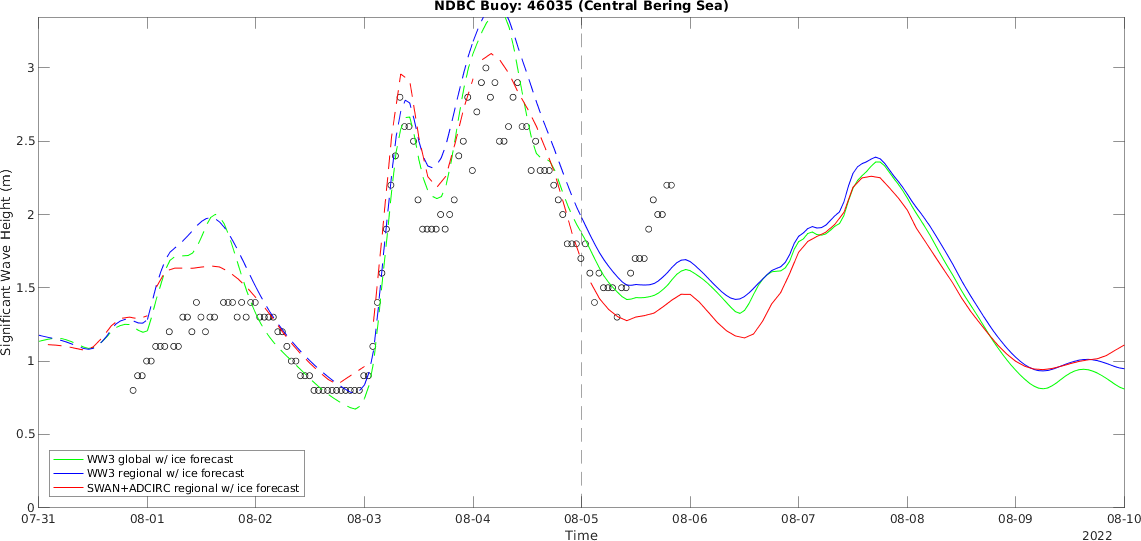 NDBC Buoy: 46035 (Central Bering Sea)
Significant Wave Height (m)
3
2.5
2
1.5
1
0.5
0
WW3 global w/ ice forecast
WW3 regional w/ ice forecast
SWAN+ADCIRC regional w/ ice forecast
07-31 08-01 08-02 08-03 08-04 08-05 08-06 08-07 08-08 08-09 08-10
Time
2022